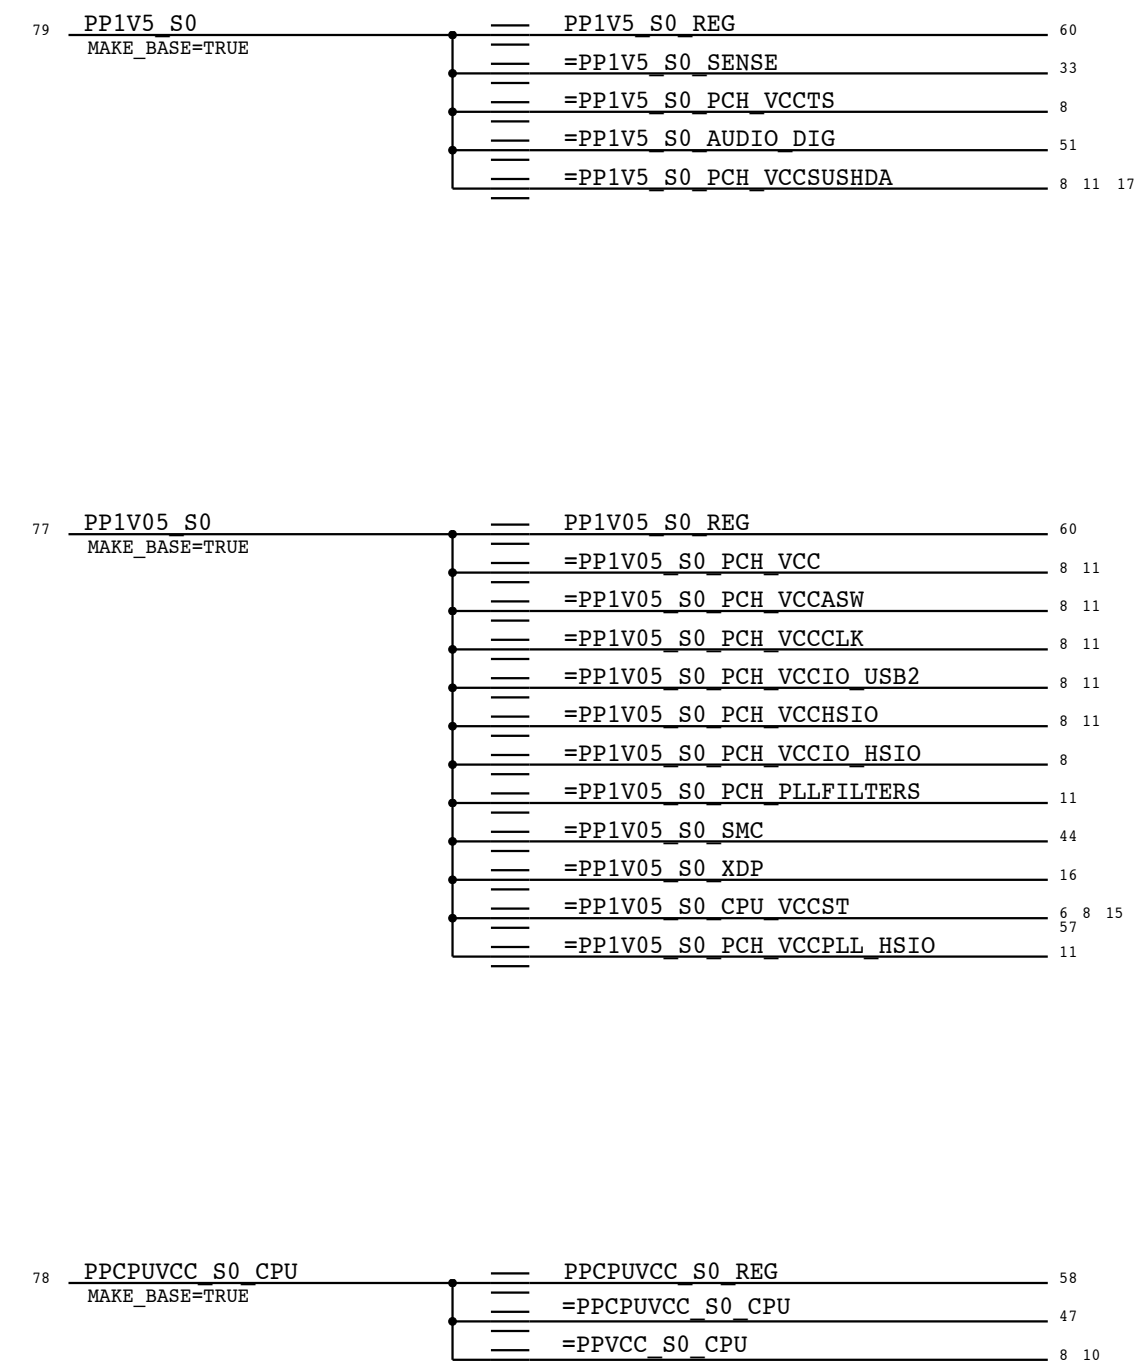 79 PP1V5_S0 PP1V5_S0_REG 60
MAKE_BASE=TRUE
=PP1V5_S0_SENSE 33
=PP1V5_S0_PCH_VCCTS 8
=PP1V5_S0_AUDIO_DIG 51
=PP1V5_S0_PCH_VCCSUSHDA 8 11 17
77 PP1V05_S0 PP1V05_S0_REG 60
MAKE_BASE=TRUE
=PP1V05_S0_PCH_VCC 8 11
=PP1V05_S0_PCH_VCCASW 8 11
=PP1V05_S0_PCH_VCCCLK 8 11
=PP1V05_S0_PCH_VCCIO_USB2 8 11
=PP1V05_S0_PCH_VCCHSIO 8 11
=PP1V05_S0_PCH_VCCIO_HSIO 8
=PP1V05_S0_PCH_PLLFILTERS 11
=PP1V05_S0_SMC 44
=PP1V05_S0_XDP 16
=PP1V05_S0_CPU_VCCST 6 8 15
57
=PP1V05_S0_PCH_VCCPLL_HSIO 11
78 PPCPUVCC_S0_CPU PPCPUVCC_S0_REG 58
MAKE_BASE=TRUE
=PPCPUVCC_S0_CPU 47
=PPVCC_S0_CPU 8 10